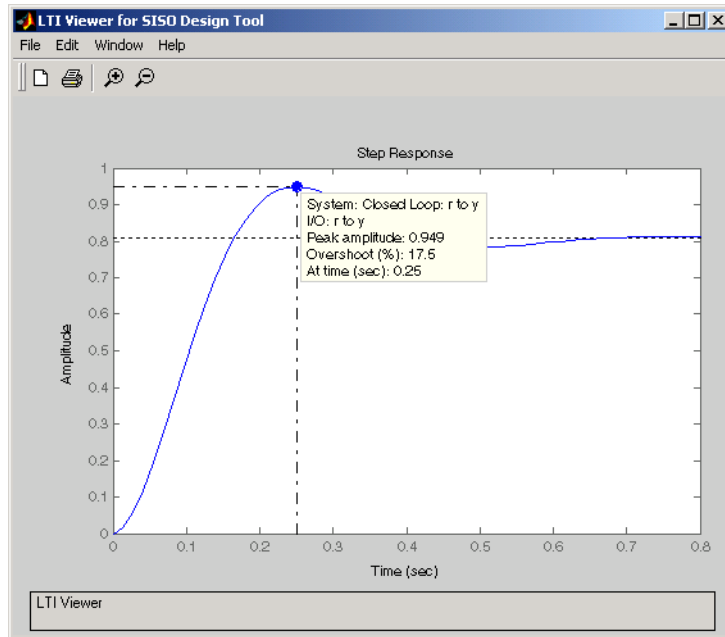 LTI Viewer for SISO Design Tool
File Edit Window Help
Step Response
1
0.9
0.8
0.7
0.6
0.5
0.4
0.3
0.2
0.1
0
Amplitude
System: Closed Loop: r to y
I/O: r to y
Peak amplitude: 0.949
Overshoot (%): 17.5
At time (sec): 0.25
0 0.1 0.2 0.3 0.4 0.5 0.6 0.7 0.8
Time (sec)
LTI Viewer